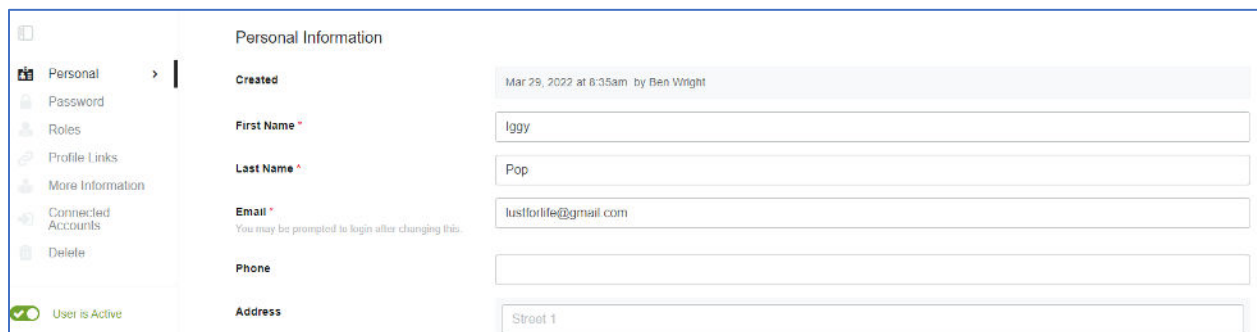 Personal Information
Personal
Password
Roles
Profile Links
More Information
Connected
Accounts
Delete
User is Active
Created
Mar 29, 2022 at 8:35am by Ben Wright
First Name *
Iggy
Last Name *
Pop
Email *
You may be prompted to login after changing this.
lustforlife@gmail.com
Phone
Address
Street 1